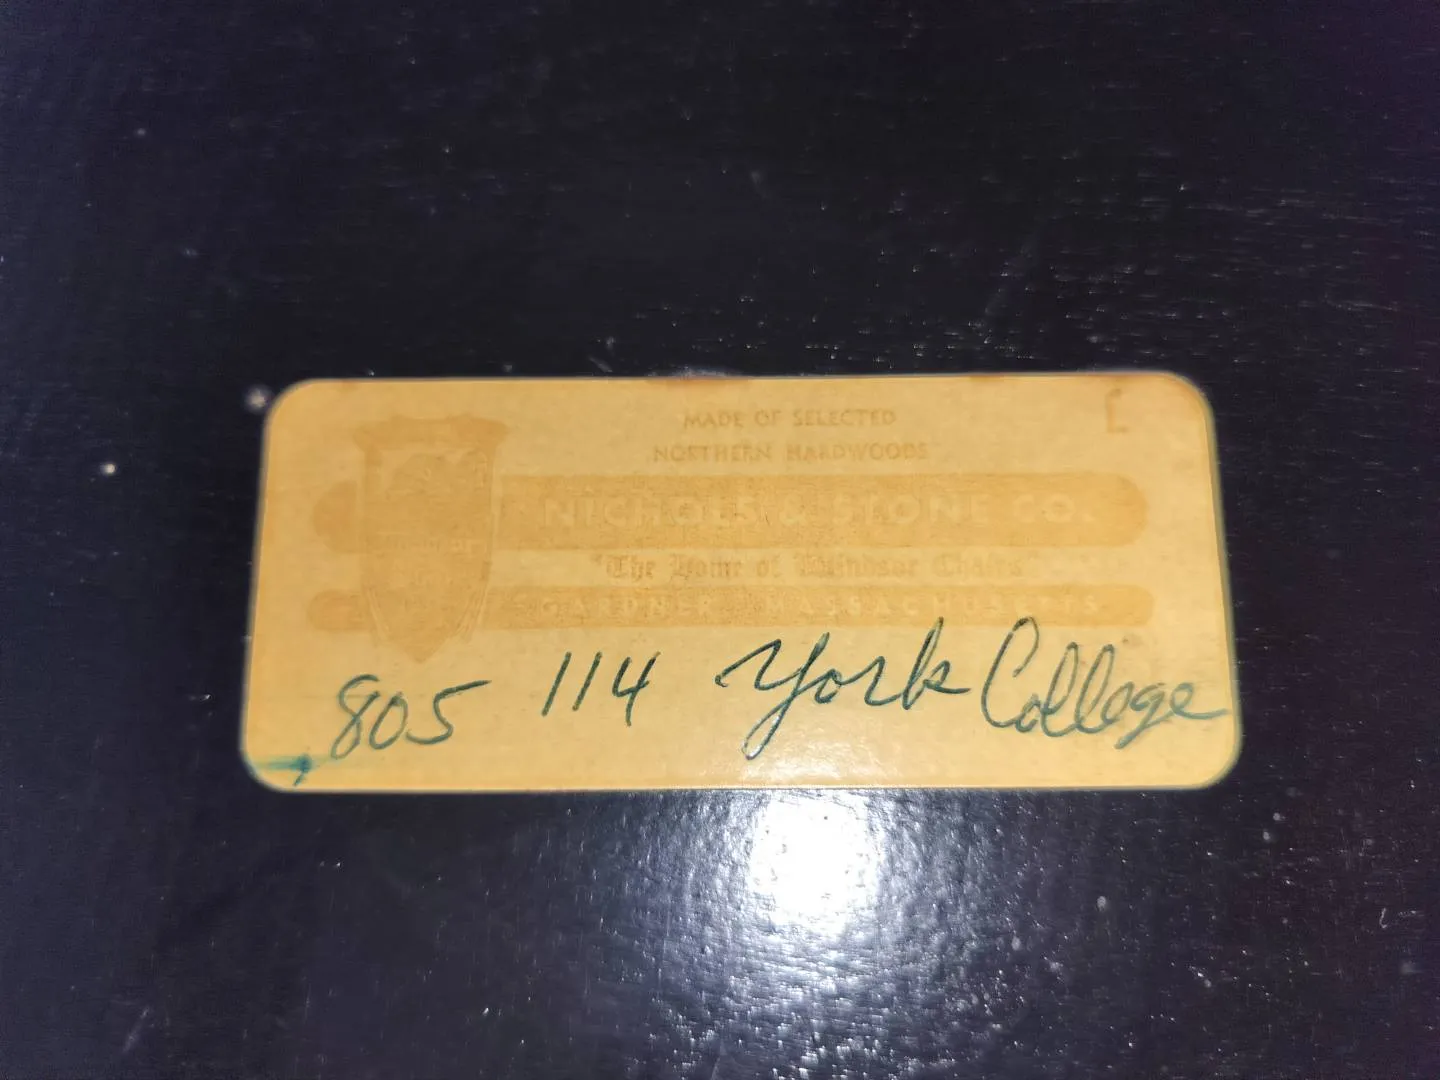 MADE OF SELECTED
NORTHERN HARDWOODS
NICHOLS & STONE CO.
"The Home of Windsor Chairs"
GARDNER, MASSACHUSETTS
805 114 York College